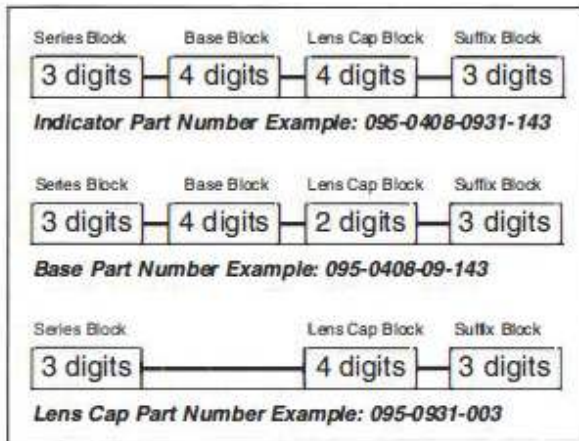 Series Block Base Block Lens Cap Block Suffix Block
3 digits 4 digits 4 digits 3 digits
Indicator Part Number Example: 095-0408-0931-143
Series Block Base Block Lens Cap Block Suffix Block
3 digits 4 digits 2 digits 3 digits
Base Part Number Example: 095-0408-09-143
Series Block Lens Cap Block Suffix Block
3 digits 4 digits 3 digits
Lens Cap Part Number Example: 095-0931-003